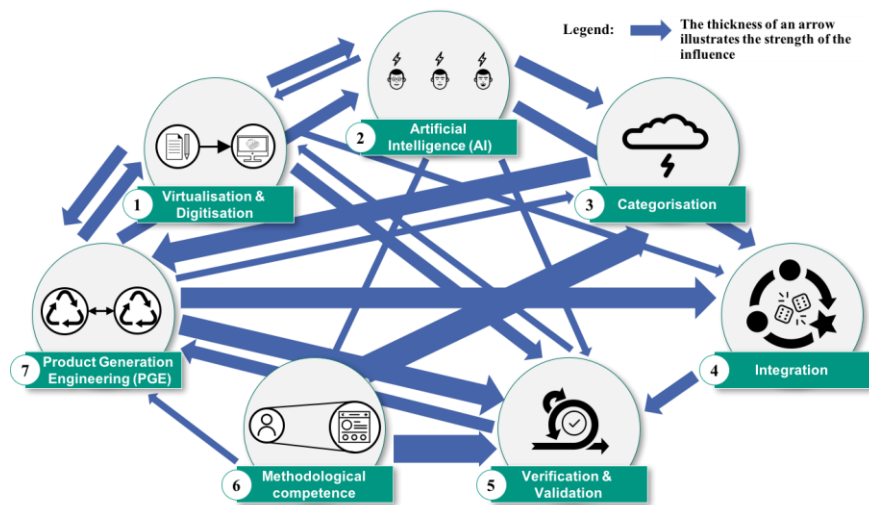 Legend:
The thickness of an arrow
illustrates the strength of the
influence
1
Virtualisation &
Digitisation
2
Artificial
Intelligence (AI)
3
Categorisation
4
Integration
5
Verification &
Validation
6
Methodological
competence
7
Product Generation
Engineering (PGE)